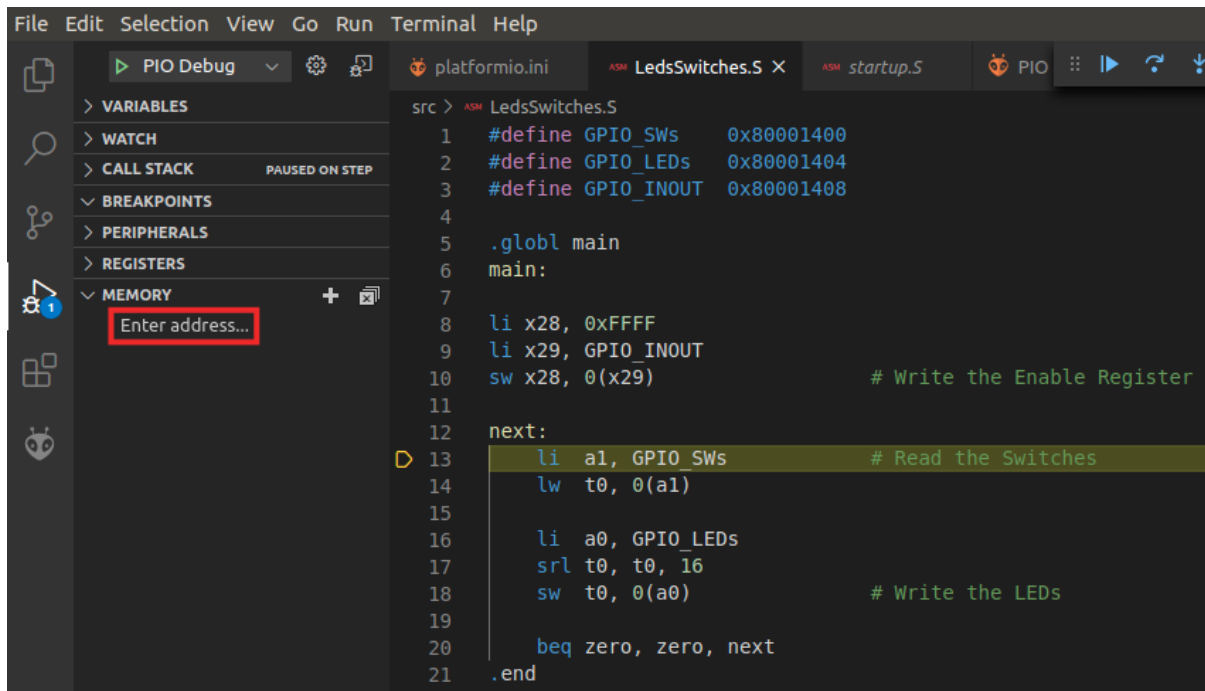 File Edit Selection View Go Run Terminal Help
PIO Debug
platformio.ini
ASM LedsSwitches.S
ASM startup.S
PIO
VARIABLES
WATCH
CALL STACK PAUSED ON STEP
BREAKPOINTS
PERIPHERALS
REGISTERS
MEMORY
Enter address...
1
src > ASM LedsSwitches.S
1 #define GPIO_SWs 0x80001400
2 #define GPIO_LEDs 0x80001404
3 #define GPIO_INOUT 0x80001408
4
5 .globl main
6 main:
7
8 li x28, 0xFFFF
9 li x29, GPIO_INOUT
10 sw x28, 0(x29) # Write the Enable Register
11
12 next:
13 li a1, GPIO_SWs # Read the Switches
14 lw t0, 0(a1)
15
16 li a0, GPIO_LEDs
17 srl t0, t0, 16
18 sw t0, 0(a0) # Write the LEDs
19
20 beq zero, zero, next
21 .end